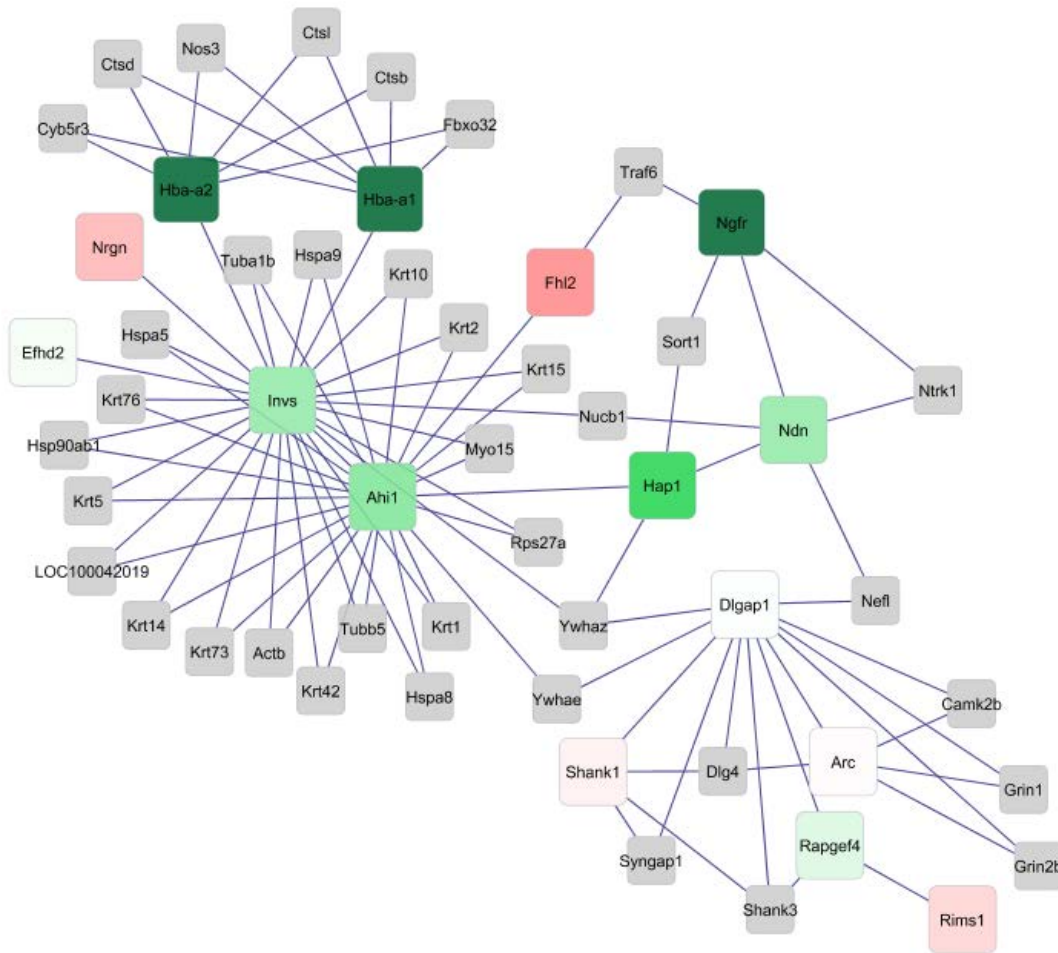 Ctsl
Nos3
Ctsd
Ctsb
Cyb5r3
Fbxo32
Traf6
Hba-a2
Hba-a1
Ngfr
Nrgn
Tuba1b
Hspa9
Krt10
Fhl2
Hspa5
Krt2
Sort1
Efhd2
Krt15
Krt76
Invs
Nucb1
Ntrk1
Ndn
Hsp90ab1
Myo15
Krt5
Ahi1
Hap1
Rps27a
LOC100042019
Dlgap1
Nefl
Krt14
Krt73
Actb
Tubb5
Krt1
Ywhaz
Krt42
Hspa8
Ywhae
Camk2b
Shank1
Dlg4
Arc
Grin1
Syngap1
Rapgef4
Grin2b
Shank3
Rims1